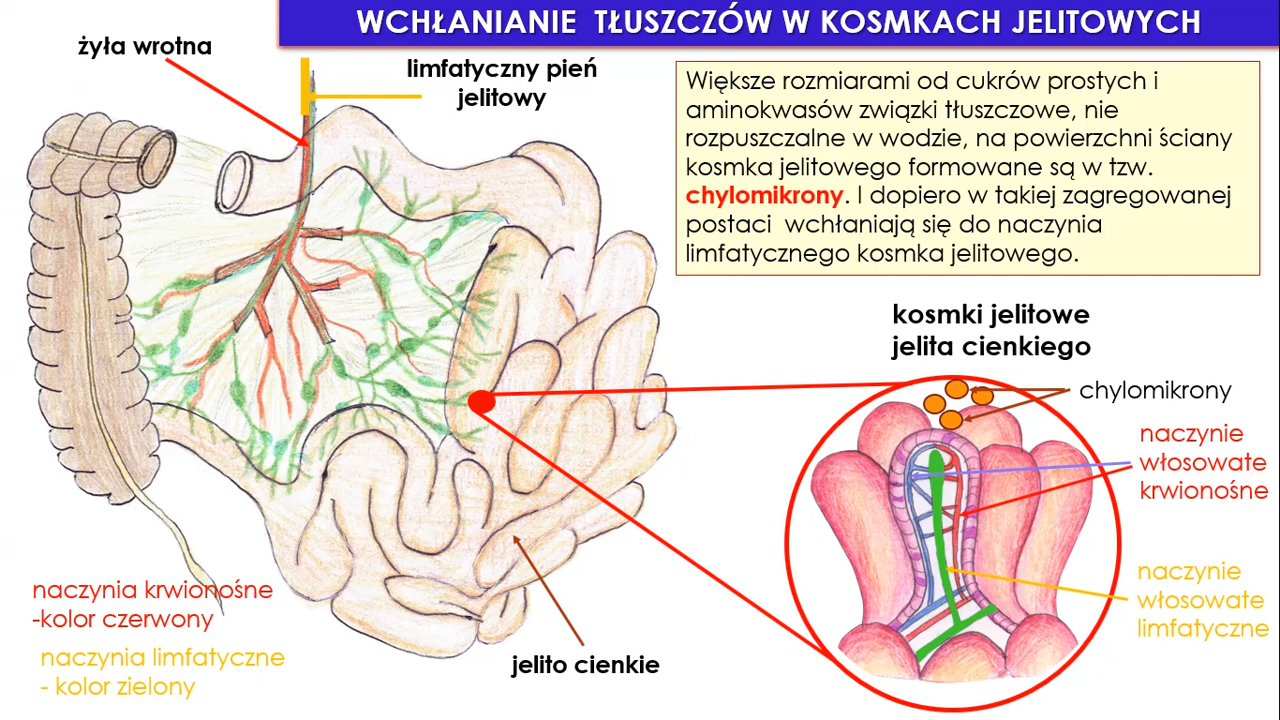 WCHŁANIANIE TŁUSZCZÓW W KOSMKACH JELITOWYCH
żyła wrotna
limfatyczny pień
jelitowy
Większe rozmiarami od cukrów prostych i
aminokwasów związki tłuszczowe, nie
rozpuszczalne w wodzie, na powierzchni ściany
kosmka jelitowego formowane są w tzw.
chylomikrony. I dopiero w takiej zagregowanej
postaci wchłaniają się do naczynia
limfatycznego kosmka jelitowego.
kosmki jelitowe
jelita cienkiego
chylomikrony
naczynie
włosowate
krwionośne
naczynie
włosowate
limfatyczne
naczynia krwionośne
-kolor czerwony
naczynia limfatyczne
- kolor zielony
jelito cienkie